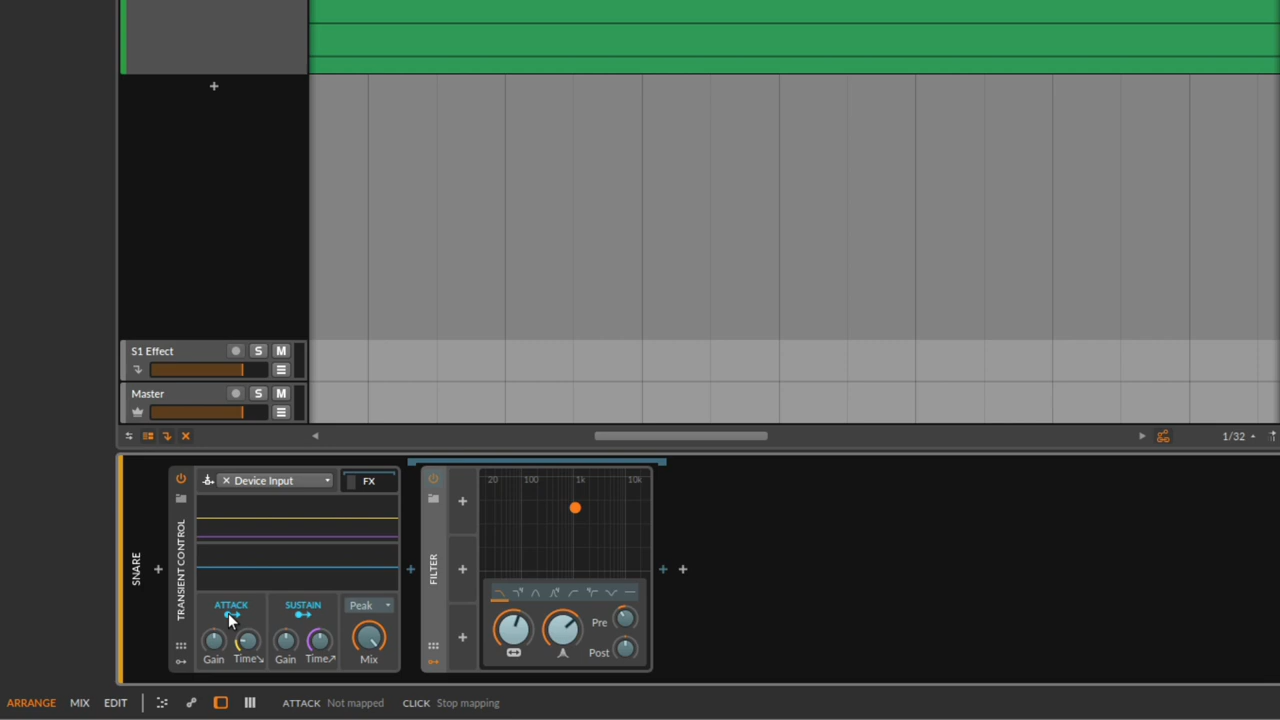 S1 Effect
S
M
Master
S
M
1/32
SNARE
TRANSIENT CONTROL
Device Input
FX
ATTACK
SUSTAIN
Peak
Gain
Time
Gain
Time
Mix
FILTER
20
100
1k
10k
Pre
Post
ARRANGE
MIX
EDIT
ATTACK Not mapped
CLICK Stop mapping